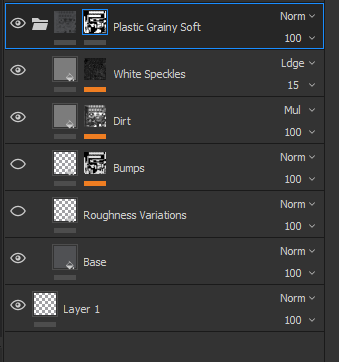 Norm
Plastic Grainy Soft
100
Ldge
White Speckles
15
Mul
Dirt
100
Norm
Bumps
100
Norm
Roughness Variations
100
Norm
Base
100
Norm
Layer 1
100